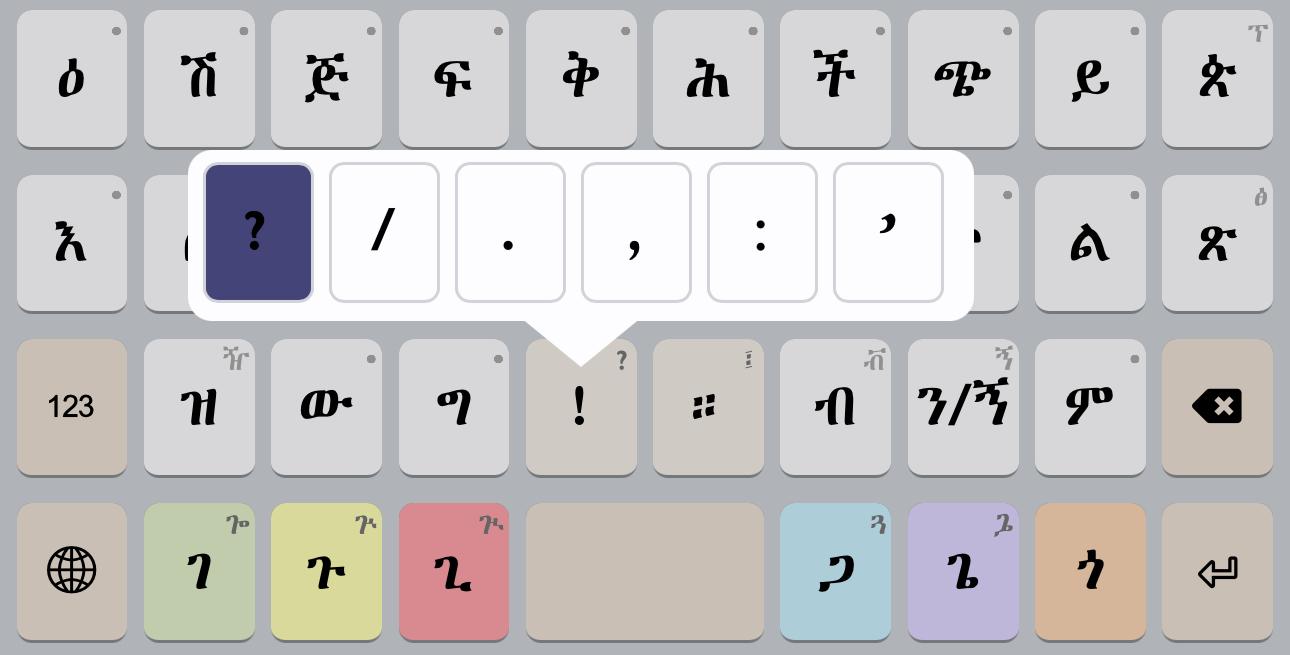 ዕ ሽ ጅ ፍ ቅ ሕ ች ጭ ይ ጵ ፕ
? / . , : ’
እ ል ጽ ፅ
123 ዝ ዥ ው ግ ! ? ። ፤ ብ ቭ ን/ኝ ኝ ም
ገ ጐ ጉ ጕ ጊ ጒ ጋ ጓ ጌ ጔ ጎ